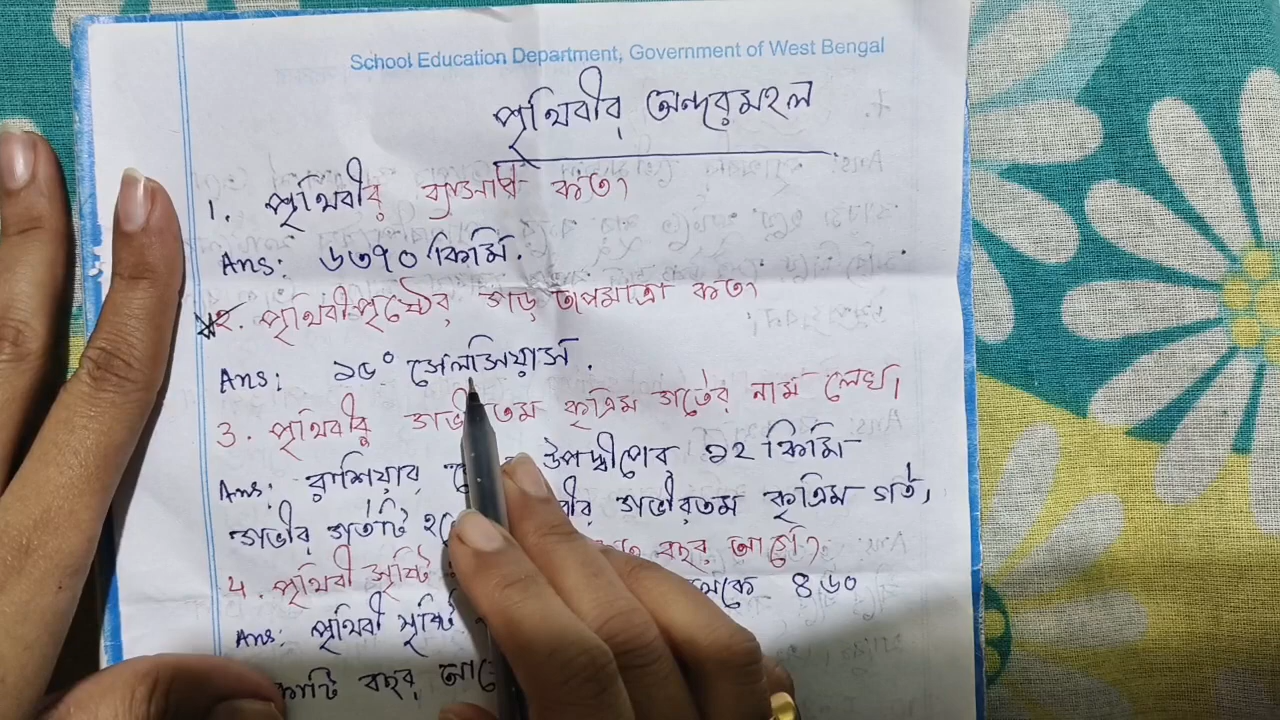 School Education Department, Government of West Bengal
পৃথিবীর অন্দরমহল
1. পৃথিবীর ব্যাসার্ধ কত?
Ans: ৬৩৭০ কিমি.
২. পৃথিবীপৃষ্ঠের গড় তাপমাত্রা কত?
Ans: ১৫° সেলসিয়াস.
3. পৃথিবীর গভীরতম কৃত্রিম গর্তের নাম লেখ।
Ans: রাশিয়ার উপদ্বীপের ১২ কিমি
গভীর গর্তটি গভীরতম কৃত্রিম গর্ত,
4. পৃথিবী সৃষ্টি বছর আগে?
Ans: পৃথিবী সৃষ্টি থেকে ৪৬০
কোটি বছর